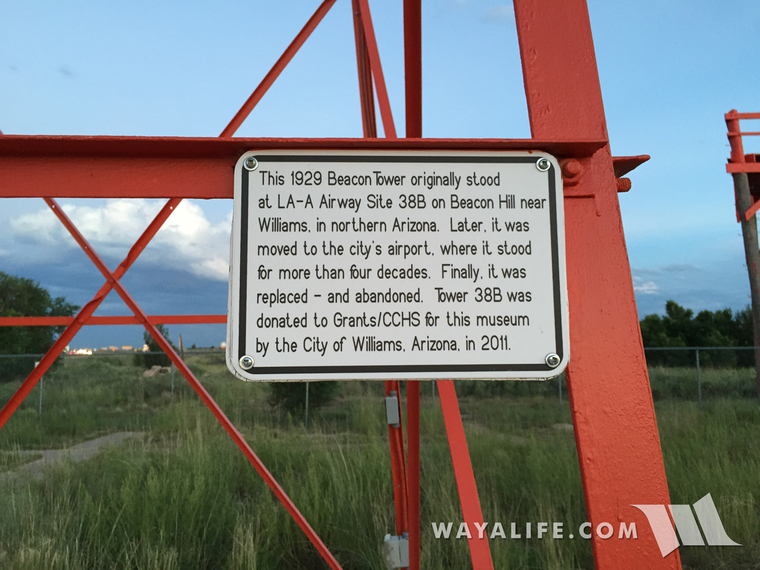 This 1929 Beacon Tower originally stood
at LA-A Airway Site 38B on Beacon Hill near
Williams, in northern Arizona. Later, it was
moved to the city's airport, where it stood
for more than four decades. Finally, it was
replaced - and abandoned. Tower 38B was
donated to Grants/CCHS for this museum
by the City of Williams, Arizona, in 2011.
WAYALIFE.COM